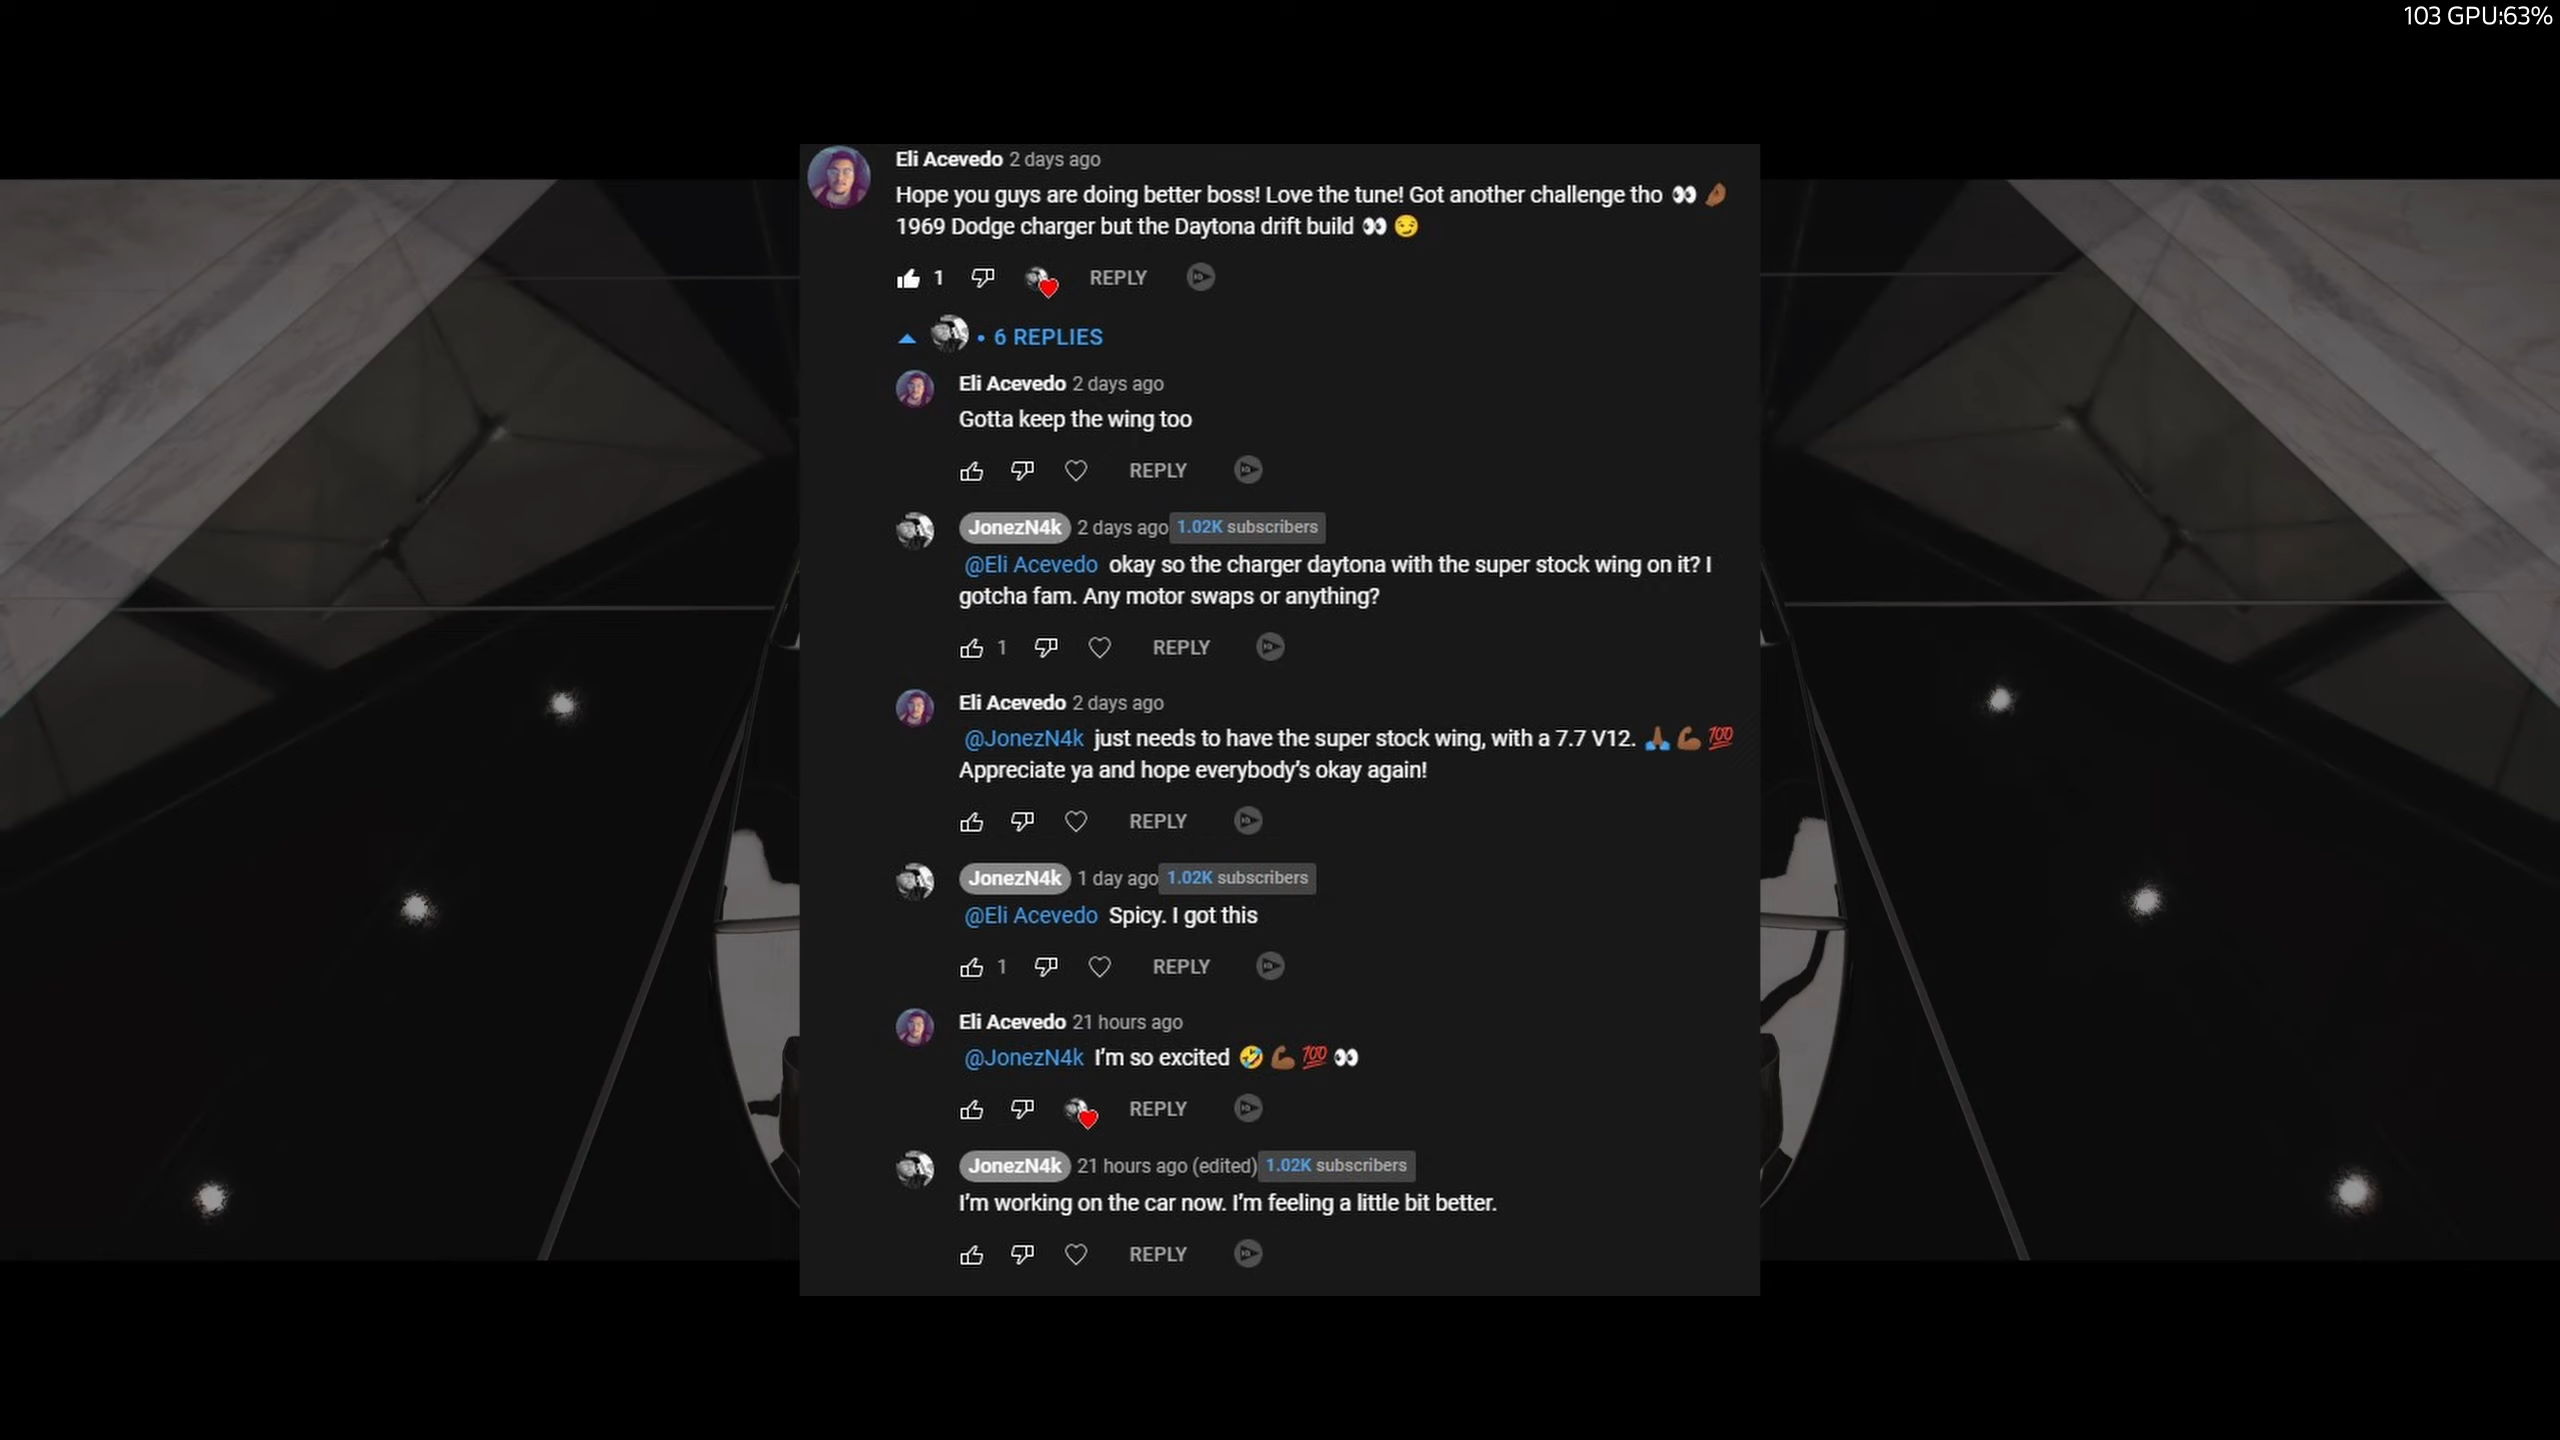 103 GPU:63%
Eli Acevedo 2 days ago
Hope you guys are doing better boss! Love the tune! Got another challenge tho 👀 🤌🏾
1969 Dodge charger but the Daytona drift build 👀 😏
1 REPLY
• 6 REPLIES
Eli Acevedo 2 days ago
Gotta keep the wing too
REPLY
JonezN4k 2 days ago 1.02K subscribers
@Eli Acevedo okay so the charger daytona with the super stock wing on it? I
gotcha fam. Any motor swaps or anything?
1 REPLY
Eli Acevedo 2 days ago
@JonezN4k just needs to have the super stock wing, with a 7.7 V12. 🙏🏾 💪🏾 💯
Appreciate ya and hope everybody's okay again!
REPLY
JonezN4k 1 day ago 1.02K subscribers
@Eli Acevedo Spicy. I got this
1 REPLY
Eli Acevedo 21 hours ago
@JonezN4k I'm so excited 🤣 💪🏾 💯 👀
REPLY
JonezN4k 21 hours ago (edited) 1.02K subscribers
I'm working on the car now. I'm feeling a little bit better.
REPLY